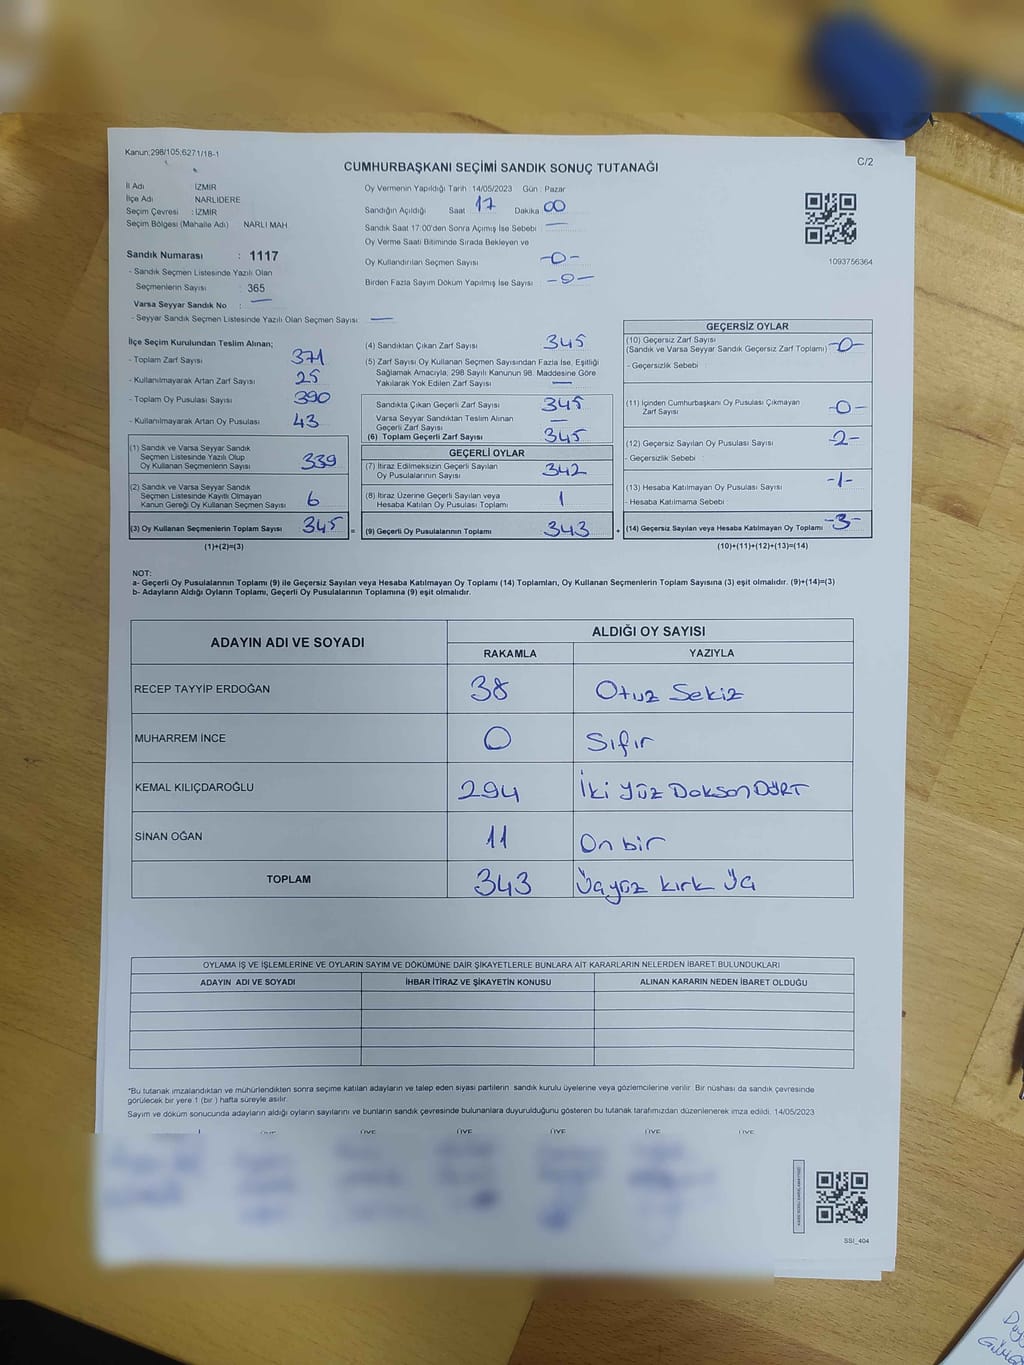 Kanun:298/105;6271/18-1
C/2
CUMHURBAŞKANI SEÇİMİ SANDIK SONUÇ TUTANAĞI
İl Adı : İZMİR
İlçe Adı : NARLIDERE
Seçim Çevresi : İZMİR
Seçim Bölgesi (Mahalle Adı) NARLI MAH
Sandık Numarası : 1117
- Sandık Seçmen Listesinde Yazılı Olan
Seçmenlerin Sayısı : 365
Varsa Seyyar Sandık No : —
- Seyyar Sandık Seçmen Listesinde Yazılı Olan Seçmen Sayısı : —
Oy Vermenin Yapıldığı Tarih : 14/05/2023 Gün : Pazar
Sandığın Açıldığı Saat 17 Dakika 00
Sandık Saat 17:00'den Sonra Açımış İse Sebebi : —
Oy Verme Saati Bitiminde Sırada Bekleyen ve
Oy Kullandırılan Seçmen Sayısı -0-
Birden Fazla Sayım Döküm Yapılmış İse Sayısı : -0-
1093756364
İlçe Seçim Kurulundan Teslim Alınan;
- Toplam Zarf Sayısı 371
- Kullanılmayarak Artan Zarf Sayısı 25
- Toplam Oy Pusulası Sayısı 390
- Kullanılmayarak Artan Oy Pusulası 43
(1) Sandık ve Varsa Seyyar Sandık
Seçmen Listesinde Yazılı Olup
Oy Kullanan Seçmenlerin Sayısı 339
(2) Sandık ve Varsa Seyyar Sandık
Seçmen Listesinde Kayıtlı Olmayan
Kanun Gereği Oy Kullanan Seçmen Sayısı 6
(3) Oy Kullanan Seçmenlerin Toplam Sayısı 345 =
(1)+(2)=(3)
(4) Sandıktan Çıkan Zarf Sayısı 345
(5) Zarf Sayısı Oy Kullanan Seçmen Sayısından Fazla İse, Eşitliği
Sağlamak Amacıyla; 298 Sayılı Kanunun 98. Maddesine Göre
Yakılarak Yok Edilen Zarf Sayısı —
Sandıkta Çıkan Geçerli Zarf Sayısı 345
Varsa Seyyar Sandıktan Teslim Alınan
Geçerli Zarf Sayısı —
(6) Toplam Geçerli Zarf Sayısı 345
GEÇERLİ OYLAR
(7) İtiraz Edilmeksizin Geçerli Sayılan
Oy Pusulasının Sayısı 342
(8) İtiraz Üzerine Geçerli Sayılan veya
Hesaba Katılan Oy Pusulası Toplamı 1
(9) Geçerli Oy Pusulalarının Toplamı 343 +
GEÇERSİZ OYLAR
(10) Geçersiz Zarf Sayısı
(Sandık ve Varsa Seyyar Sandık Geçersiz Zarf Toplamı) -0-
- Geçersizlik Sebebi :
(11) İçinden Cumhurbaşkanı Oy Pusulası Çıkmayan
Zarf Sayısı -0-
(12) Geçersiz Sayılan Oy Pusulası Sayısı -2-
- Geçersizlik Sebebi :
(13) Hesaba Katılmayan Oy Pusulası Sayısı -1-
- Hesaba Katılmama Sebebi :
(14) Geçersiz Sayılan veya Hesaba Katılmayan Oy Toplamı -3-
(10)+(11)+(12)+(13)=(14)
NOT:
a- Geçerli Oy Pusulalarının Toplamı (9) ile Geçersiz Sayılan veya Hesaba Katılmayan Oy Toplamı (14) Toplamları, Oy Kullanan Seçmenlerin Toplam Sayısına (3) eşit olmalıdır. (9)+(14)=(3)
b- Adayların Aldığı Oyların Toplamı, Geçerli Oy Pusulalarının Toplamına (9) eşit olmalıdır.
ADAYIN ADI VE SOYADI
ALDIĞI OY SAYISI
RAKAMLA YAZIYLA
RECEP TAYYİP ERDOĞAN 38 Otuz Sekiz
MUHARREM İNCE 0 Sıfır
KEMAL KILIÇDAROĞLU 294 İki Yüz Dokson DÖRT
SİNAN OĞAN 11 On bir
TOPLAM 343 Üçyüz kırk Üç
OYLAMA İŞ VE İŞLEMLERİNE VE OYLARIN SAYIM VE DÖKÜMÜNE DAİR ŞİKAYETLERLE BUNLARA AİT KARARLARIN NELERDEN İBARET BULUNDUKLARI
ADAYIN ADI VE SOYADI İHBAR İTİRAZ VE ŞİKAYETİN KONUSU ALINAN KARARIN NEDEN İBARET OLDUĞU
*Bu tutanak imzalandıktan ve mühürlendikten sonra seçime katılan adayların ve talep eden siyasi partilerin sandık kurulu üyelerine veya gözlemcilerine verilir. Bir nüshası da sandık çevresinde
görülecek bir yere 1 (bir ) hafta süreyle asılır.
Sayım ve döküm sonucunda adayların aldığı oyların sayılarını ve bunların sandık çevresinde bulunanlara duyurulduğunu gösteren bu tutanak tarafımızdan düzenlenerek imza edildi. 14/05/2023
ÜYE ÜYE ÜYE ÜYE ÜYE ÜYE
SSI_404